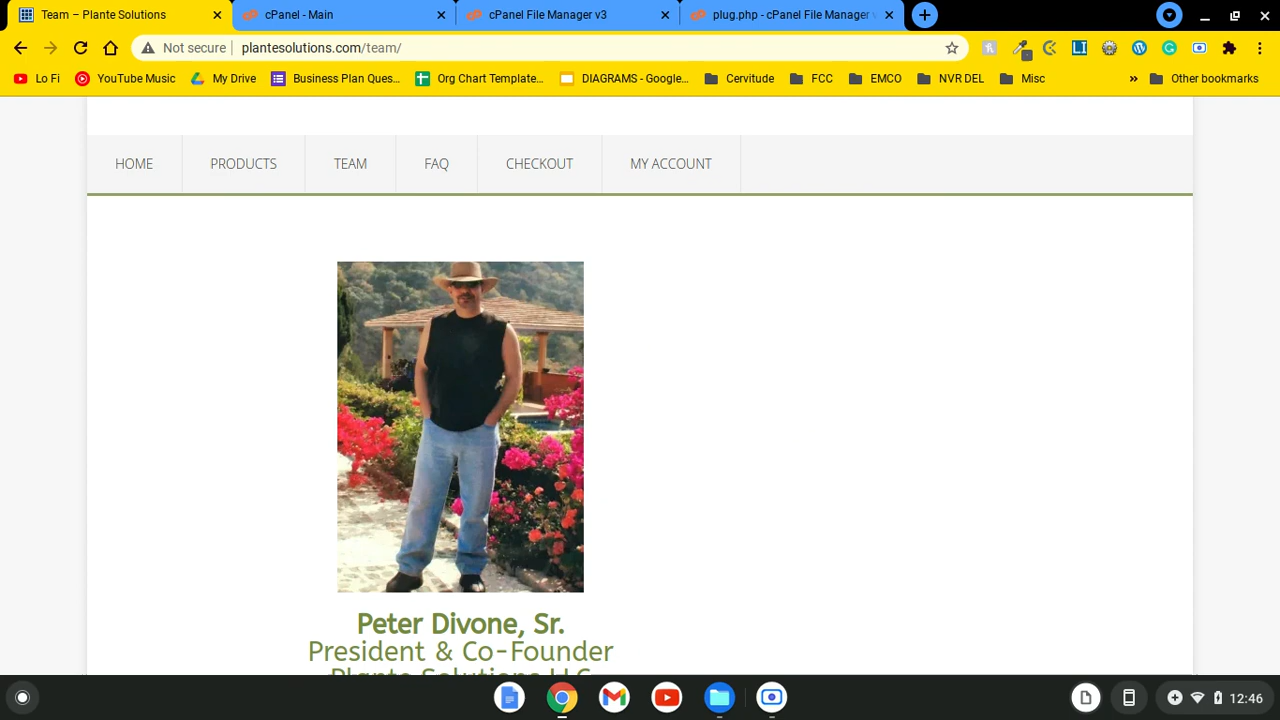 Team – Plante Solutions
cPanel - Main
cPanel File Manager v3
plug.php - cPanel File Manager v
Not secure
plantesolutions.com/team/
Lo Fi
YouTube Music
My Drive
Business Plan Ques...
Org Chart Template...
DIAGRAMS - Google...
Cervitude
FCC
EMCO
NVR DEL
Misc
»
Other bookmarks
HOME
PRODUCTS
TEAM
FAQ
CHECKOUT
MY ACCOUNT
Peter Divone, Sr.
President & Co-Founder
Plante Solutions LLC
12:46